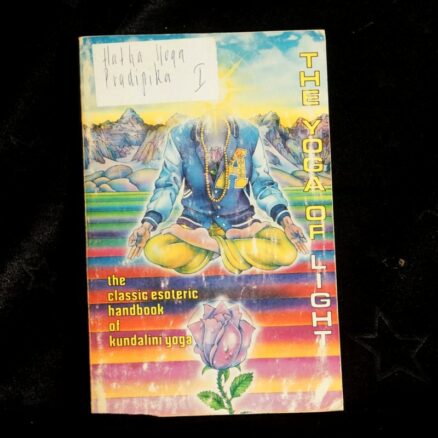 Hatha Yoga
Pradipika I
THE YOGA OF LIGHT
A
the
classic esoteric
handbook
of
kundalini yoga